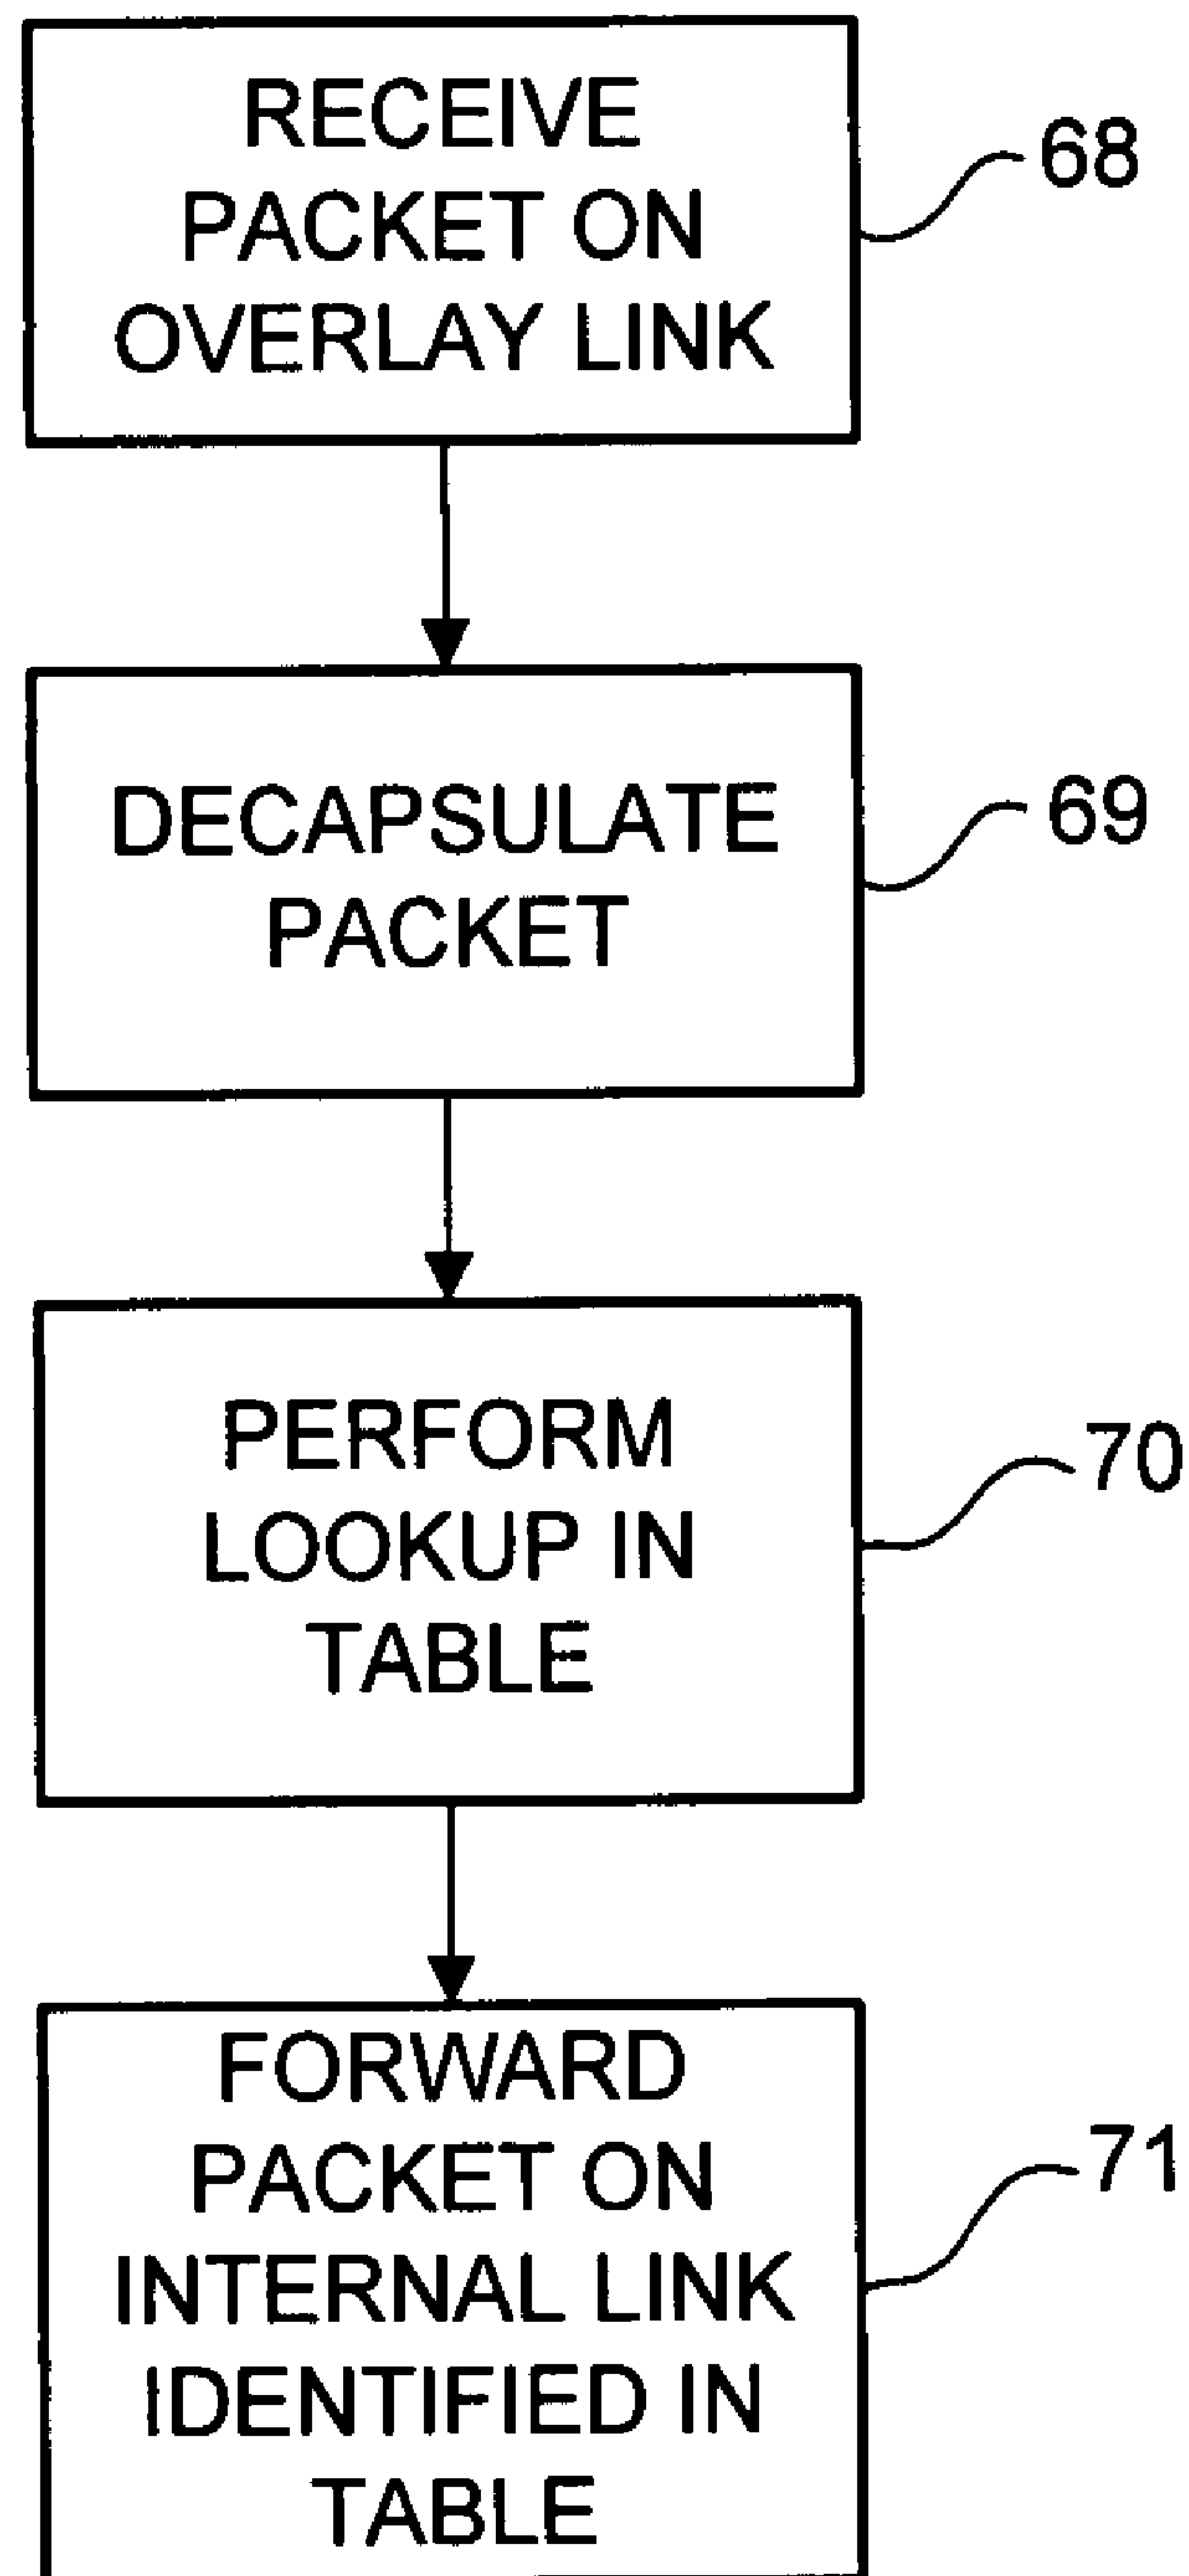 RECEIVE
PACKET ON
OVERLAY LINK
68
DECAPSULATE
PACKET
69
PERFORM
LOOKUP IN
TABLE
70
FORWARD
PACKET ON
INTERNAL LINK
IDENTIFIED IN
TABLE
71